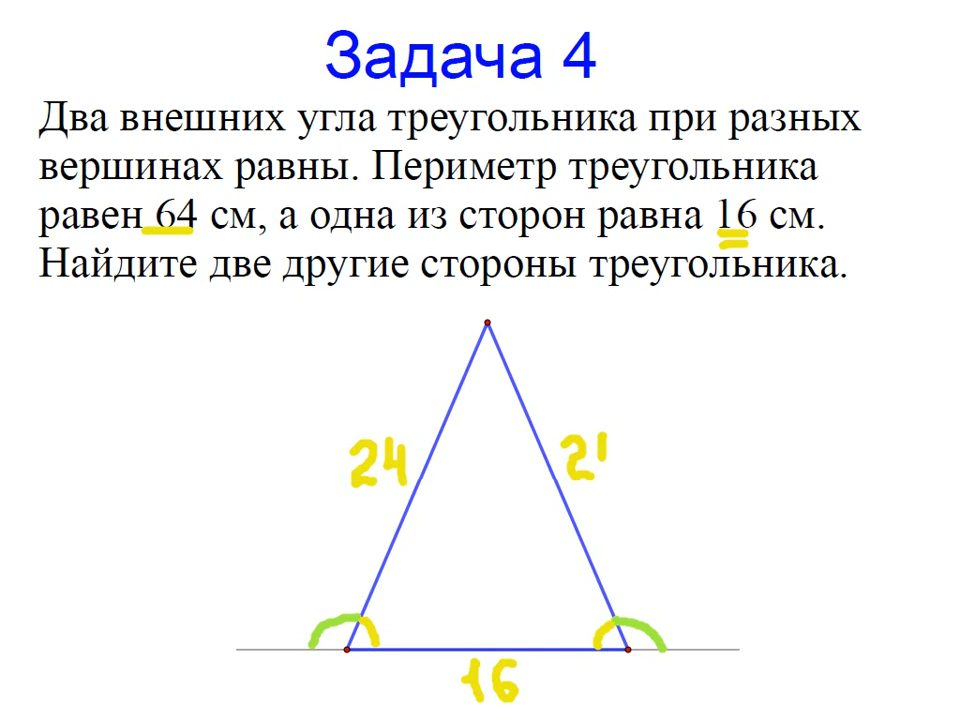 Задача 4
Два внешних угла треугольника при разных
вершинах равны. Периметр треугольника
равен 64 см, а одна из сторон равна 16 см.
Найдите две другие стороны треугольника.
24
16